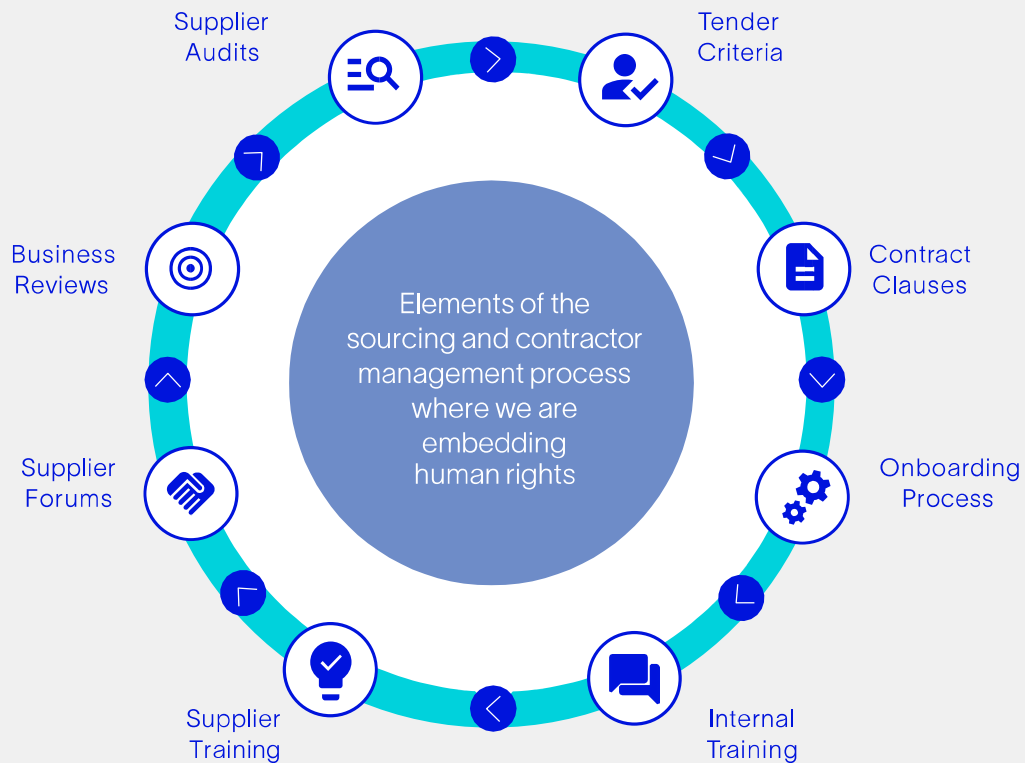 Supplier
Audits
Tender
Criteria
Business
Reviews
Contract
Clauses
Elements of the
sourcing and contractor
management process
where we are
embedding
human rights
Supplier
Forums
Onboarding
Process
Supplier
Training
Internal
Training